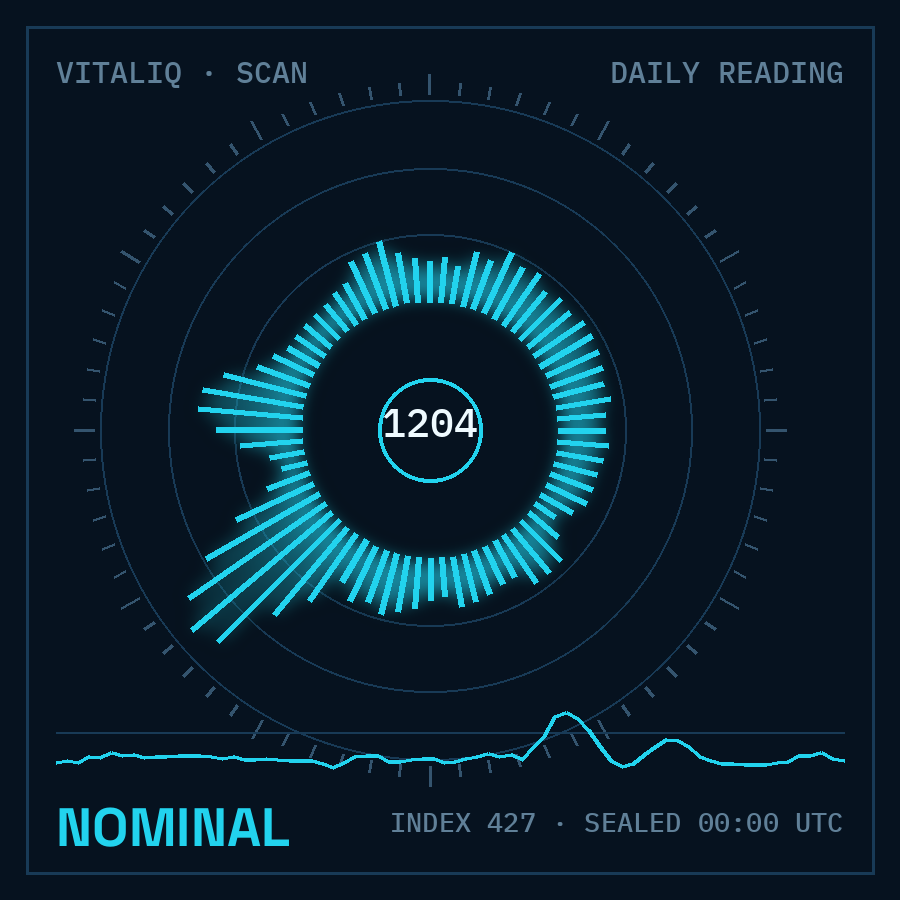 VITALIQ · SCAN
DAILY READING
1204
NOMINAL
INDEX 427 · SEALED 00:00 UTC